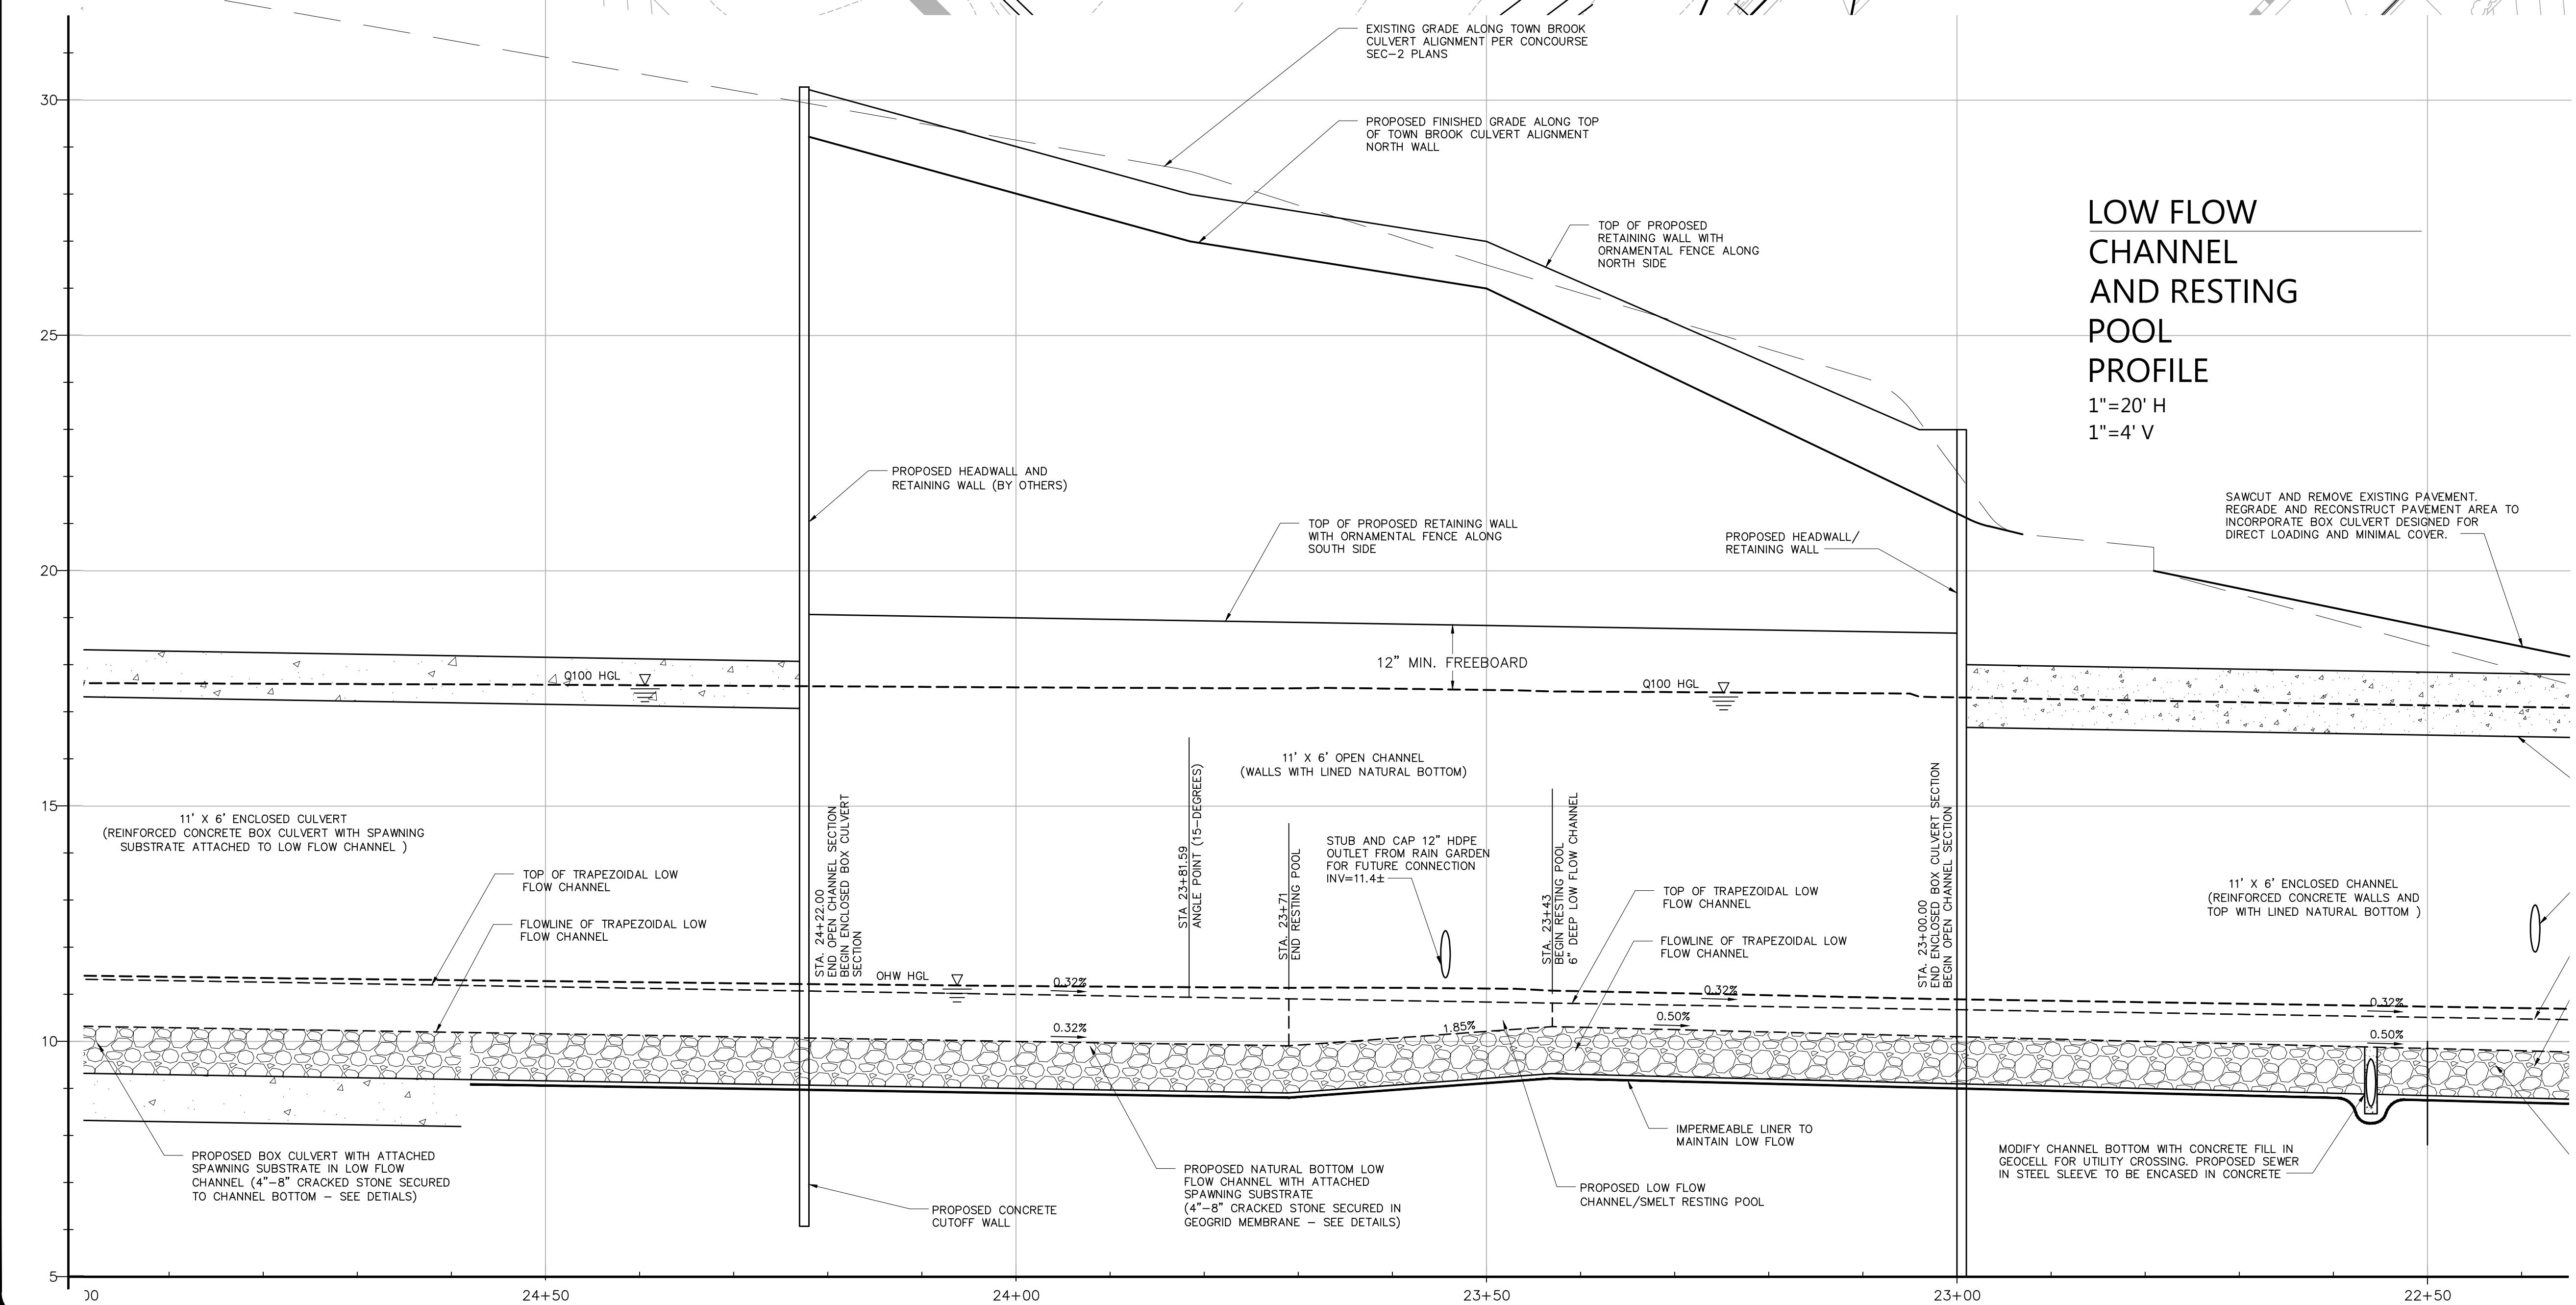 EXISTING GRADE ALONG TOWN BROOK
CULVERT ALIGNMENT PER CONCOURSE
SEC-2 PLANS
30
PROPOSED FINISHED GRADE ALONG TOP
OF TOWN BROOK CULVERT ALIGNMENT
NORTH WALL
TOP OF PROPOSED
RETAINING WALL WITH
ORNAMENTAL FENCE ALONG
NORTH SIDE
LOW FLOW
CHANNEL
AND RESTING
POOL
PROFILE
1"=20' H
1"=4' V
25
PROPOSED HEADWALL AND
RETAINING WALL (BY OTHERS)
TOP OF PROPOSED RETAINING WALL
WITH ORNAMENTAL FENCE ALONG
SOUTH SIDE
PROPOSED HEADWALL/
RETAINING WALL
SAWCUT AND REMOVE EXISTING PAVEMENT.
REGRADE AND RECONSTRUCT PAVEMENT AREA TO
INCORPORATE BOX CULVERT DESIGNED FOR
DIRECT LOADING AND MINIMAL COVER.
20
12" MIN. FREEBOARD
Q100 HGL
Q100 HGL
11' X 6' OPEN CHANNEL
(WALLS WITH LINED NATURAL BOTTOM)
15
11' X 6' ENCLOSED CULVERT
(REINFORCED CONCRETE BOX CULVERT WITH SPAWNING
SUBSTRATE ATTACHED TO LOW FLOW CHANNEL )
TOP OF TRAPEZOIDAL LOW
FLOW CHANNEL
FLOWLINE OF TRAPEZOIDAL LOW
FLOW CHANNEL
STA. 24+22.00
END OPEN CHANNEL SECTION
BEGIN ENCLOSED BOX CULVERT
SECTION
STA 23+81.59
ANGLE POINT (15-DEGREES)
STA. 23+71
END RESTING POOL
STUB AND CAP 12" HDPE
OUTLET FROM RAIN GARDEN
FOR FUTURE CONNECTION
INV=11.4±
STA. 23+43
BEGIN RESTING POOL
6" DEEP LOW FLOW CHANNEL
TOP OF TRAPEZOIDAL LOW
FLOW CHANNEL
FLOWLINE OF TRAPEZOIDAL LOW
FLOW CHANNEL
STA. 23+00.00
END ENCLOSED BOX CULVERT SECTION
BEGIN OPEN CHANNEL SECTION
11' X 6' ENCLOSED CHANNEL
(REINFORCED CONCRETE WALLS AND
TOP WITH LINED NATURAL BOTTOM )
OHW HGL
0.32%
0.32%
0.32%
0.32%
1.85%
0.50%
0.50%
10
PROPOSED BOX CULVERT WITH ATTACHED
SPAWNING SUBSTRATE IN LOW FLOW
CHANNEL (4"-8" CRACKED STONE SECURED
TO CHANNEL BOTTOM - SEE DETIALS)
PROPOSED CONCRETE
CUTOFF WALL
PROPOSED NATURAL BOTTOM LOW
FLOW CHANNEL WITH ATTACHED
SPAWNING SUBSTRATE
(4"-8" CRACKED STONE SECURED IN
GEOGRID MEMBRANE - SEE DETAILS)
IMPERMEABLE LINER TO
MAINTAIN LOW FLOW
PROPOSED LOW FLOW
CHANNEL/SMELT RESTING POOL
MODIFY CHANNEL BOTTOM WITH CONCRETE FILL IN
GEOCELL FOR UTILITY CROSSING. PROPOSED SEWER
IN STEEL SLEEVE TO BE ENCASED IN CONCRETE
5
00
24+50
24+00
23+50
23+00
22+50